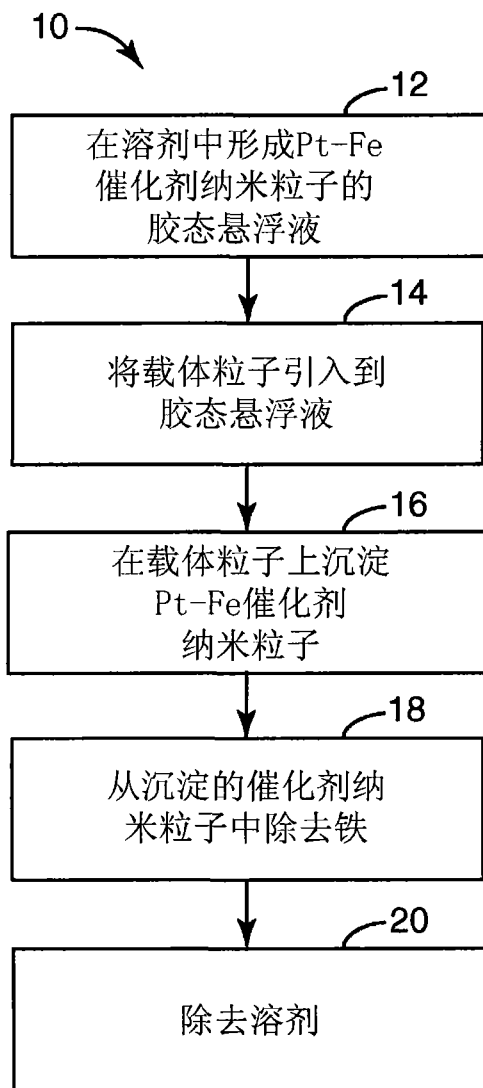 10
12
在溶剂中形成Pt-Fe
催化剂纳米粒子的
胶态悬浮液
14
将载体粒子引入到
胶态悬浮液
16
在载体粒子上沉淀
Pt-Fe催化剂
纳米粒子
18
从沉淀的催化剂纳
米粒子中除去铁
20
除去溶剂